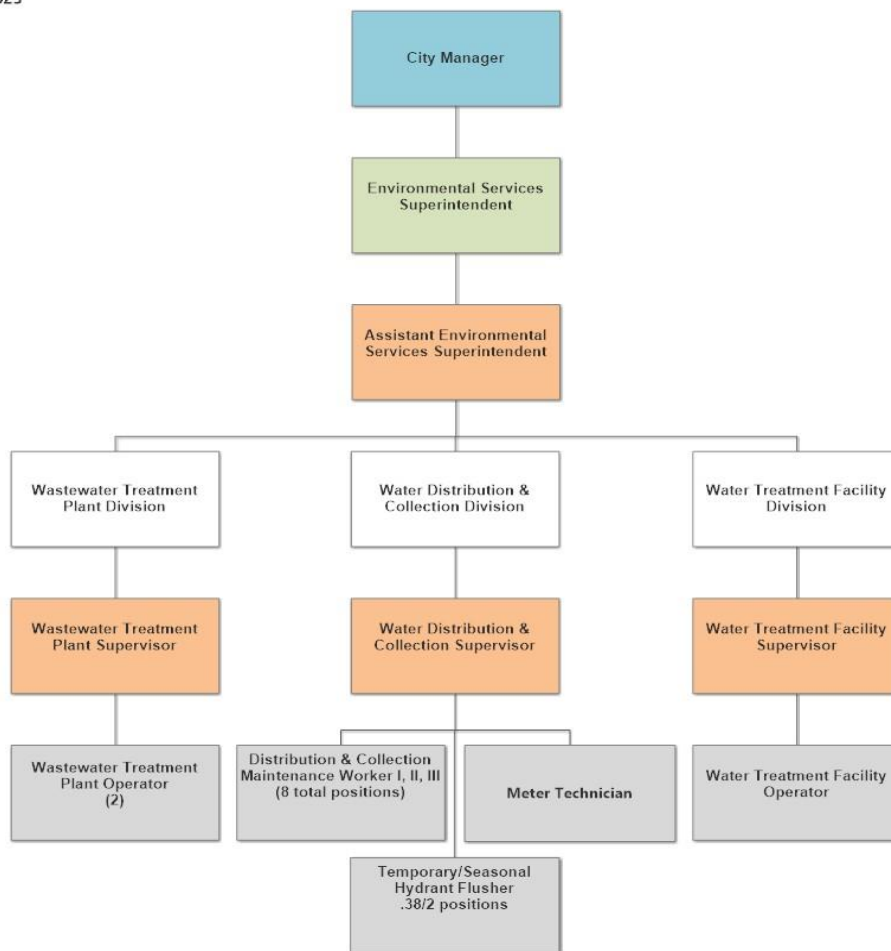 City Manager
Environmental Services
Superintendent
Assistant Environmental
Services Superintendent
Wastewater Treatment
Plant Division
Water Distribution &
Collection Division
Water Treatment Facility
Division
Wastewater Treatment
Plant Supervisor
Water Distribution &
Collection Supervisor
Water Treatment Facility
Supervisor
Wastewater Treatment
Plant Operator
(2)
Distribution & Collection
Maintenance Worker I, II, III
(8 total positions)
Meter Technician
Water Treatment Facility
Operator
Temporary/Seasonal
Hydrant Flusher
.38/2 positions